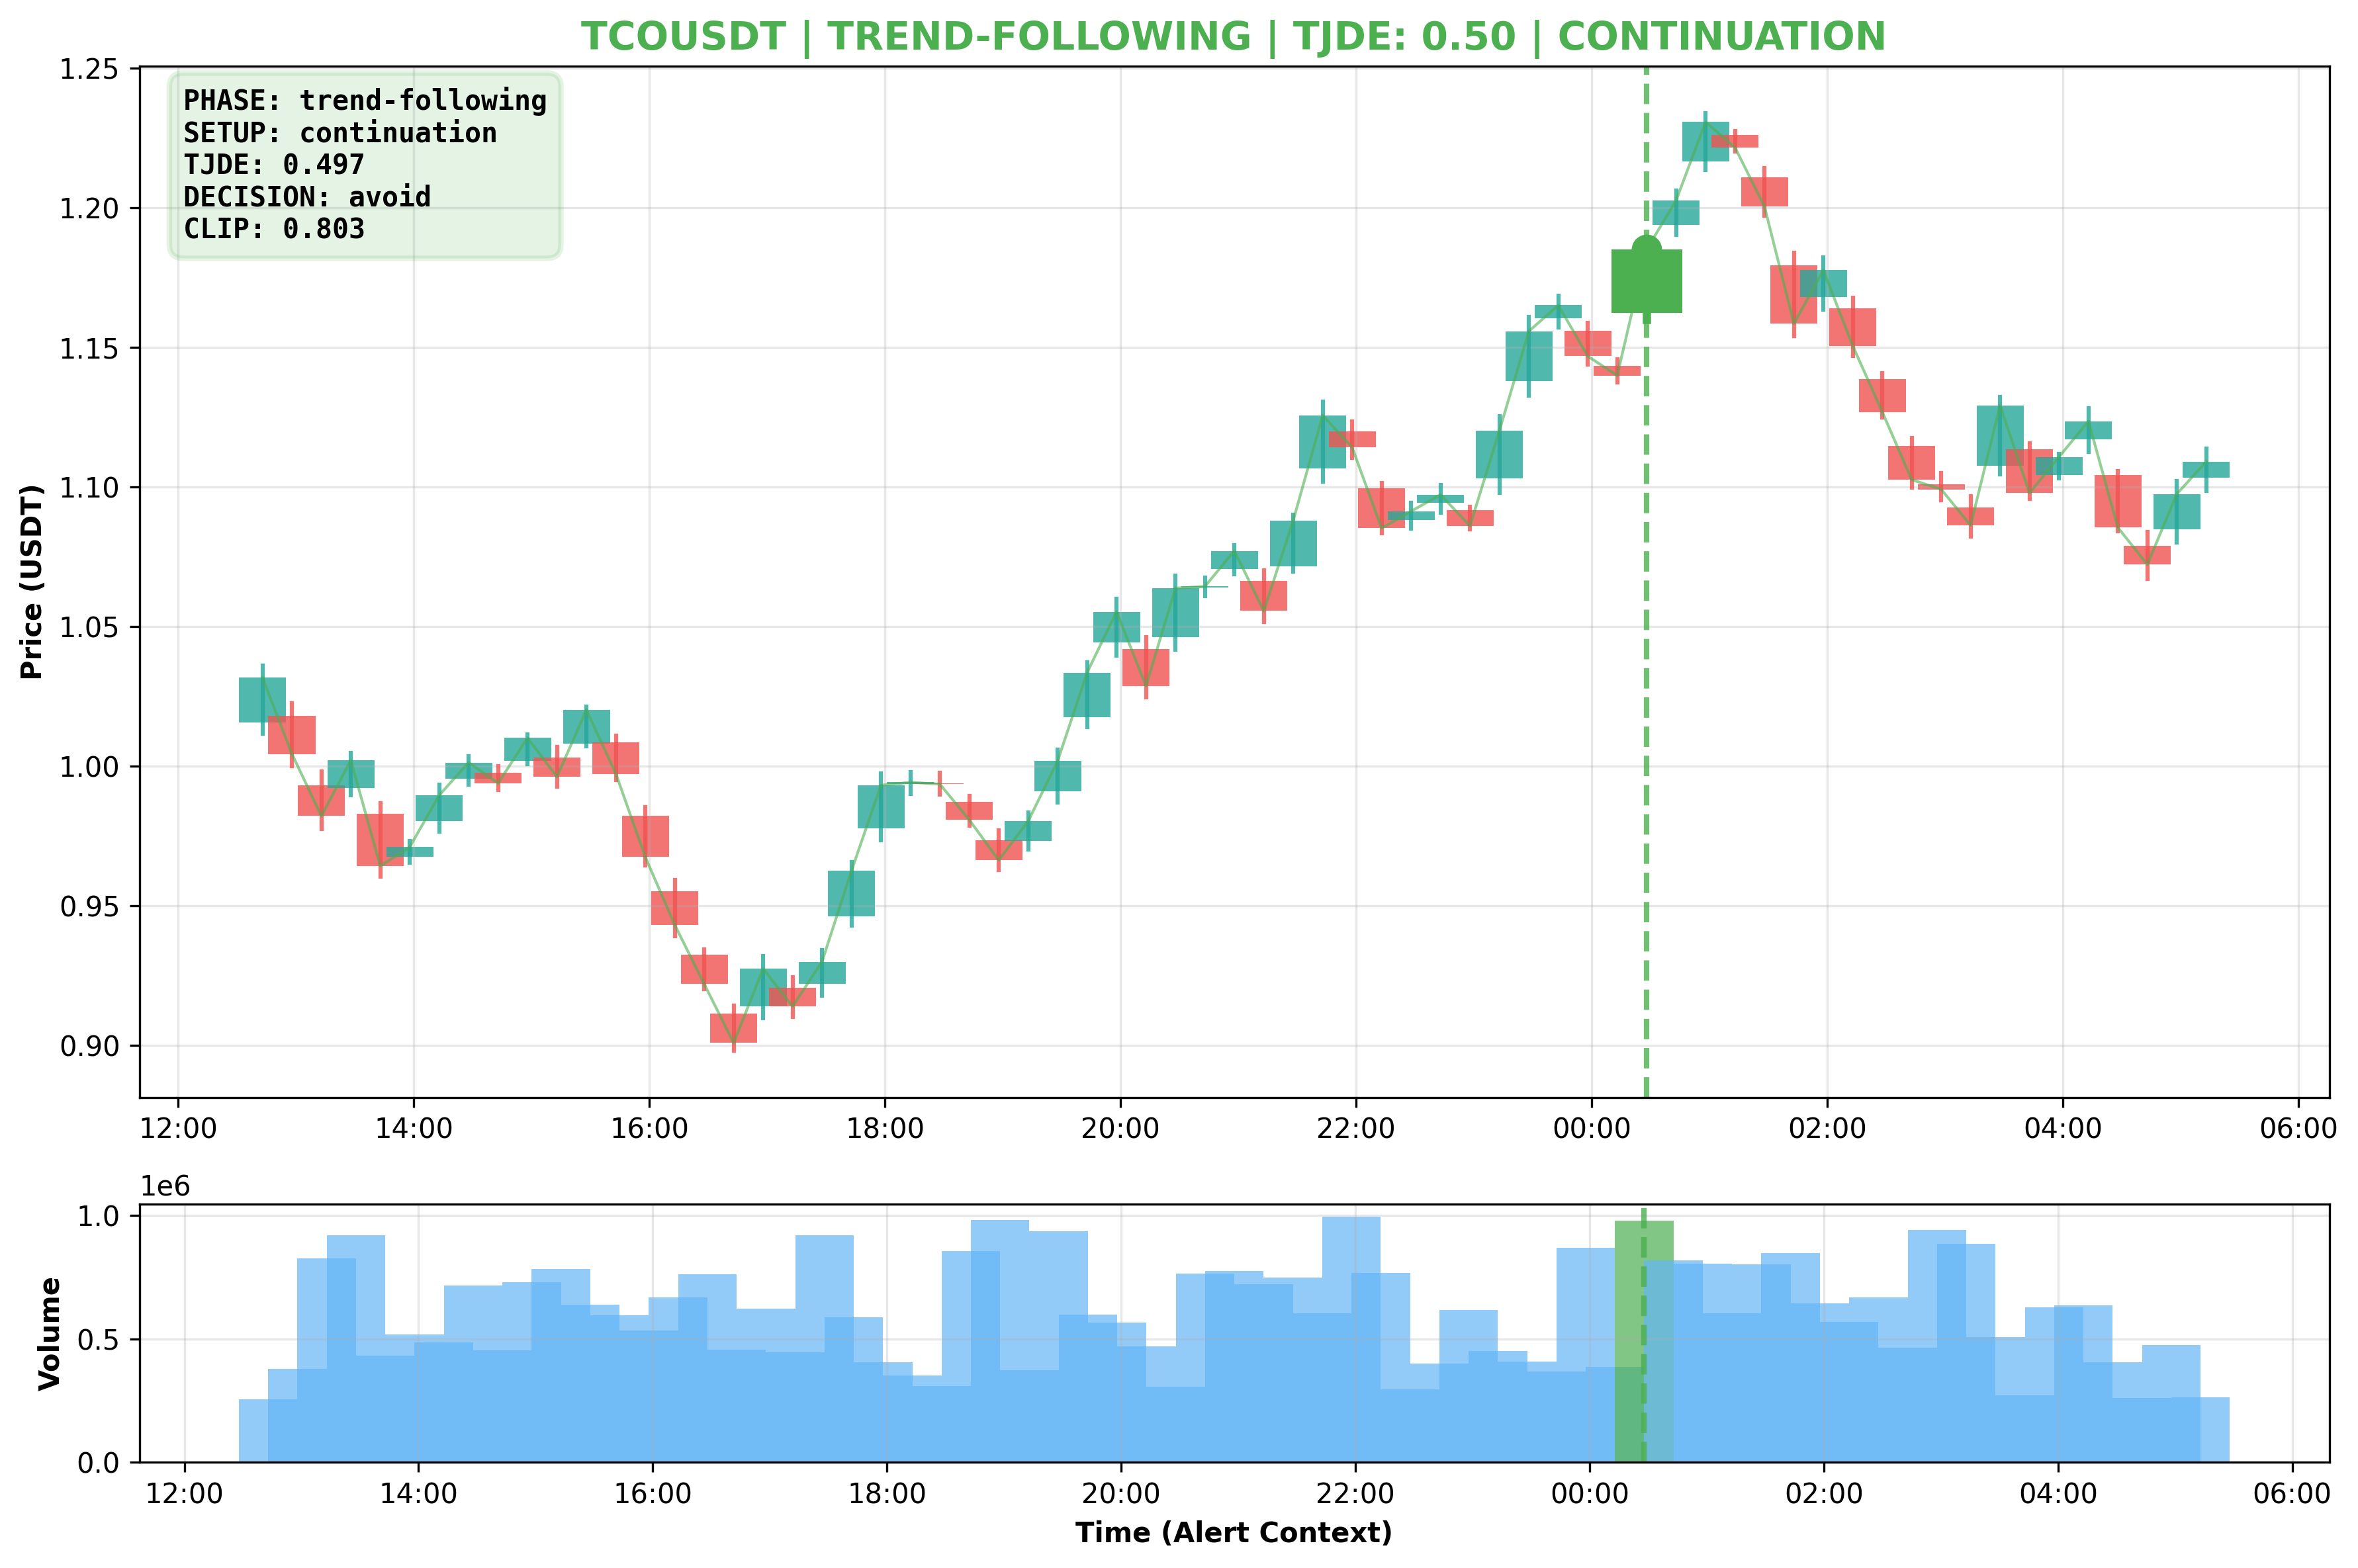 TCOUSDT | TREND-FOLLOWING | TJDE: 0.50 | CONTINUATION
PHASE: trend-following
SETUP: continuation
TJDE: 0.497
DECISION: avoid
CLIP: 0.803
Price (USDT)
1.25
1.20
1.15
1.10
1.05
1.00
0.95
0.90
12:00 14:00 16:00 18:00 20:00 22:00 00:00 02:00 04:00 06:00
1e6
Volume
1.0
0.5
0.0
12:00 14:00 16:00 18:00 20:00 22:00 00:00 02:00 04:00 06:00
Time (Alert Context)